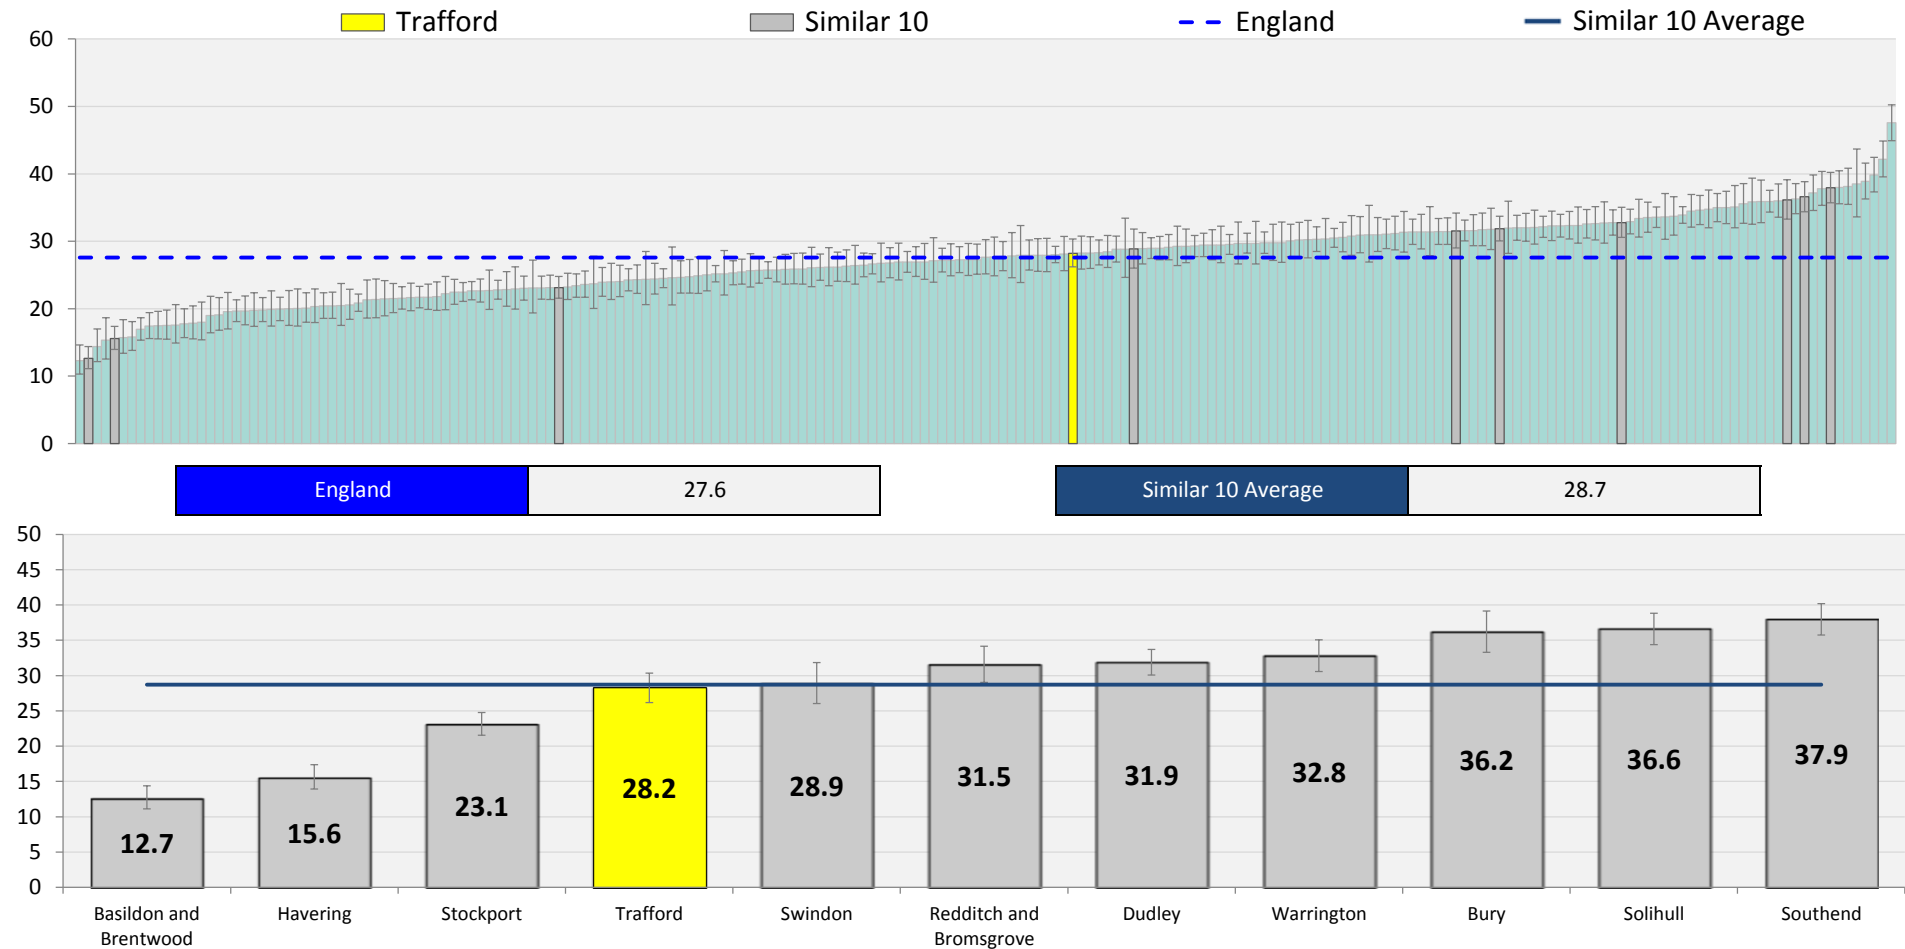 Trafford
Similar 10
England
Similar 10 Average
60
50
40
30
20
10
0
England 27.6
Similar 10 Average 28.7
50
45
40
35
30
25
20
15
10
5
0
12.7
15.6
23.1
28.2
28.9
31.5
31.9
32.8
36.2
36.6
37.9
Basildon and
Brentwood
Havering
Stockport
Trafford
Swindon
Redditch and
Bromsgrove
Dudley
Warrington
Bury
Solihull
Southend